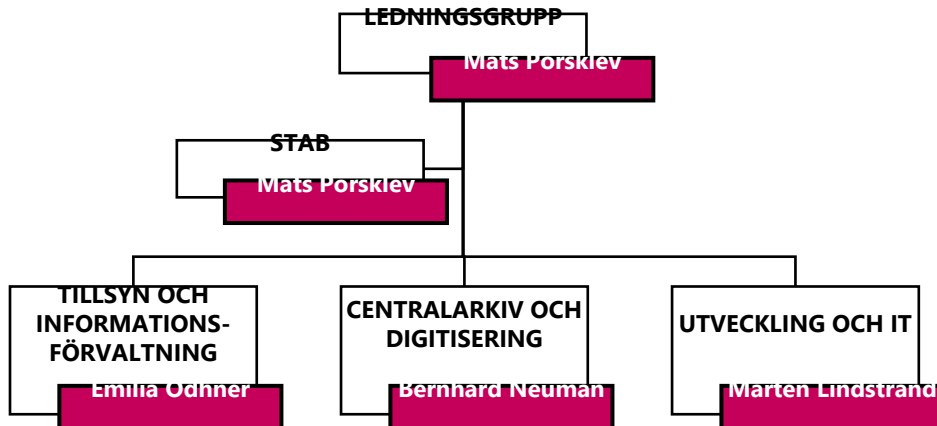 LEDNINGSGRUPP
Mats Porsklev
STAB
Mats Porsklev
TILLSYN OCH
INFORMATIONS-
FÖRVALTNING
Emilia Odhner
CENTRALARKIV OCH
DIGITISERING
Bernhard Neuman
UTVECKLING OCH IT
Mårten Lindstrand